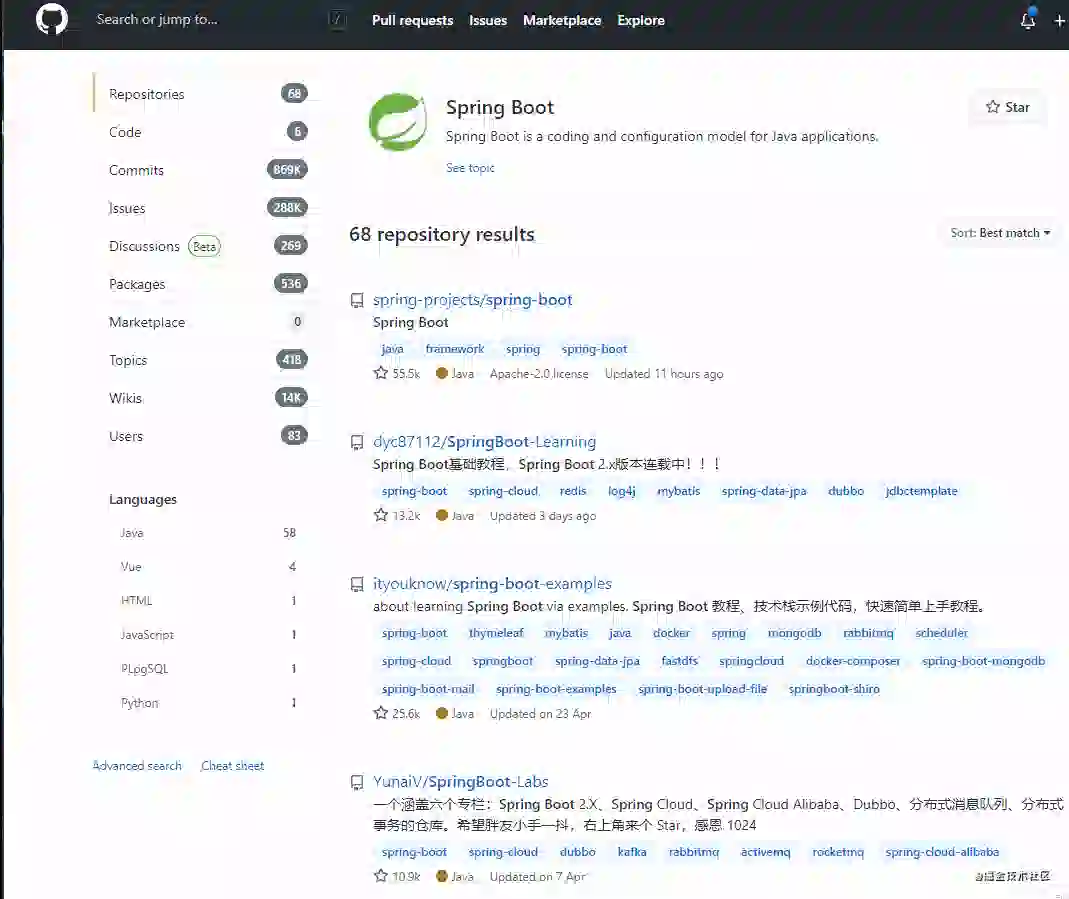 Search or jump to... / Pull requests Issues Marketplace Explore
Repositories 68
Code 6
Commits 869K
Issues 288K
Discussions Beta 269
Packages 536
Marketplace 0
Topics 418
Wikis 14K
Users 83
Languages
Java 58
Vue 4
HTML 1
JavaScript 1
PLpgSQL 1
Python 1
Advanced search Cheat sheet
Spring Boot
Star
Spring Boot is a coding and configuration model for Java applications.
See topic
68 repository results
Sort: Best match
spring-projects/spring-boot
Spring Boot
java framework spring spring-boot
55.5k Java Apache-2.0 license Updated 11 hours ago
dyc87112/SpringBoot-Learning
Spring Boot基础教程，Spring Boot 2.x版本连载中！！！
spring-boot spring-cloud redis log4j mybatis spring-data-jpa dubbo jdbctemplate
13.2k Java Updated 3 days ago
ityouknow/spring-boot-examples
about learning Spring Boot via examples. Spring Boot 教程、技术栈示例代码，快速简单上手教程。
spring-boot thymeleaf mybatis java docker spring mongodb rabbitmq scheduler
spring-cloud springboot spring-data-jpa fastdfs springcloud docker-composer spring-boot-mongodb
spring-boot-mail spring-boot-examples spring-boot-upload-file springboot-shiro
25.6k Java Updated on 23 Apr
YunaiV/SpringBoot-Labs
一个涵盖六个专栏：Spring Boot 2.X、Spring Cloud、Spring Cloud Alibaba、Dubbo、分布式消息队列、分布式
事务的仓库。希望胖友小手一抖，右上角来个 Star，感恩 1024
spring-boot spring-cloud dubbo kafka rabbitmq activemq rocketmq spring-cloud-alibaba
10.9k Java Updated on 7 Apr
@掘金技术社区